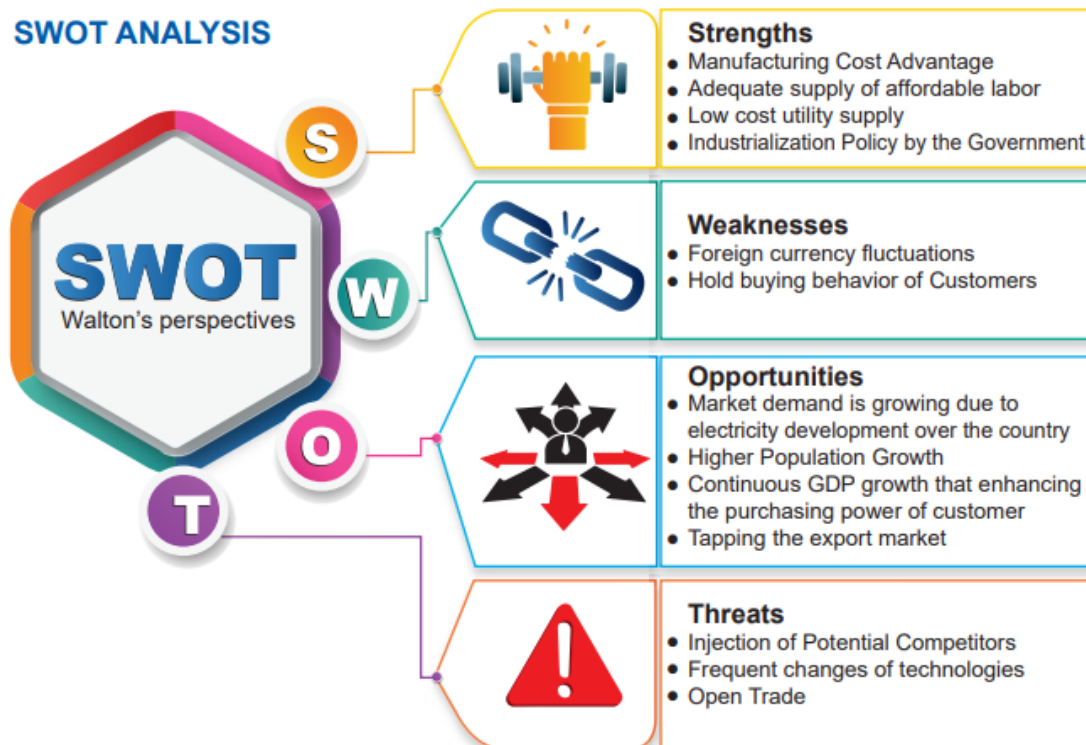 SWOT ANALYSIS
SWOT
Walton's perspectives
S
Strengths
● Manufacturing Cost Advantage
● Adequate supply of affordable labor
● Low cost utility supply
● Industrialization Policy by the Government
W
Weaknesses
● Foreign currency fluctuations
● Hold buying behavior of Customers
O
Opportunities
● Market demand is growing due to
electricity development over the country
● Higher Population Growth
● Continuous GDP growth that enhancing
the purchasing power of customer
● Tapping the export market
T
Threats
● Injection of Potential Competitors
● Frequent changes of technologies
● Open Trade